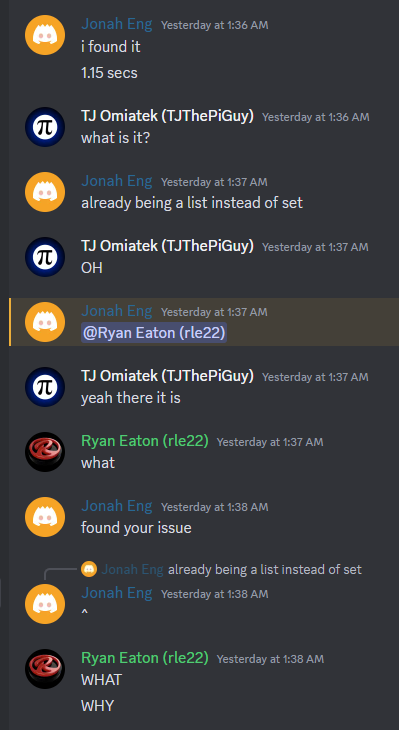 Jonah Eng Yesterday at 1:36 AM
i found it
1.15 secs
TJ Omiatek (TJThePiGuy) Yesterday at 1:36 AM
what is it?
Jonah Eng Yesterday at 1:37 AM
already being a list instead of set
TJ Omiatek (TJThePiGuy) Yesterday at 1:37 AM
OH
Jonah Eng Yesterday at 1:37 AM
@Ryan Eaton (rle22)
TJ Omiatek (TJThePiGuy) Yesterday at 1:37 AM
yeah there it is
Ryan Eaton (rle22) Yesterday at 1:37 AM
what
Jonah Eng Yesterday at 1:38 AM
found your issue
Jonah Eng already being a list instead of set
Jonah Eng Yesterday at 1:38 AM
^
Ryan Eaton (rle22) Yesterday at 1:38 AM
WHAT
WHY